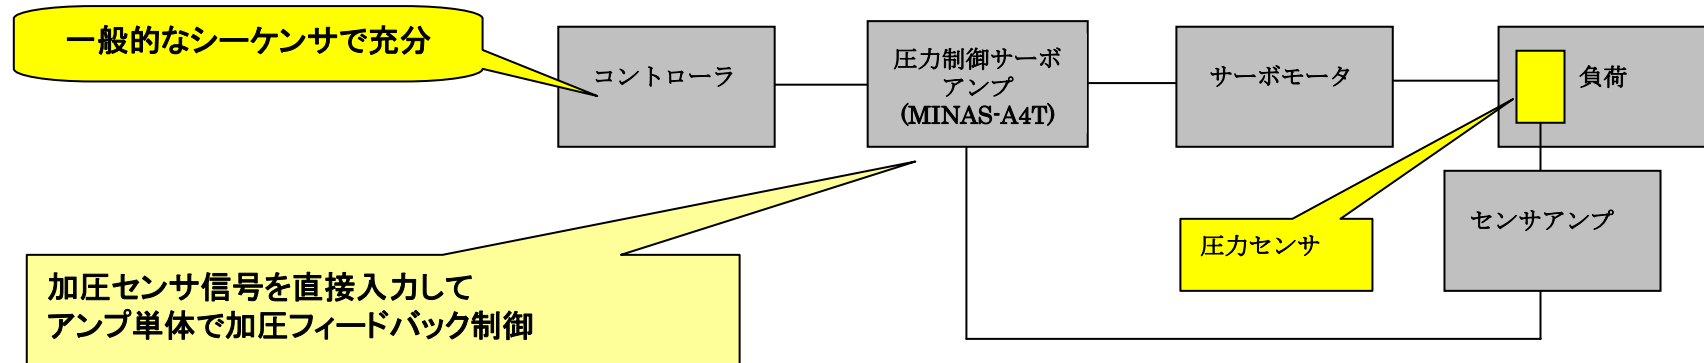 一般的なシーケンサで充分
コントローラ
圧力制御サーボ
アンプ
(MINAS-A4T)
サーボモータ
負荷
センサアンプ
圧力センサ
加圧センサ信号を直接入力して
アンプ単体で加圧フィードバック制御